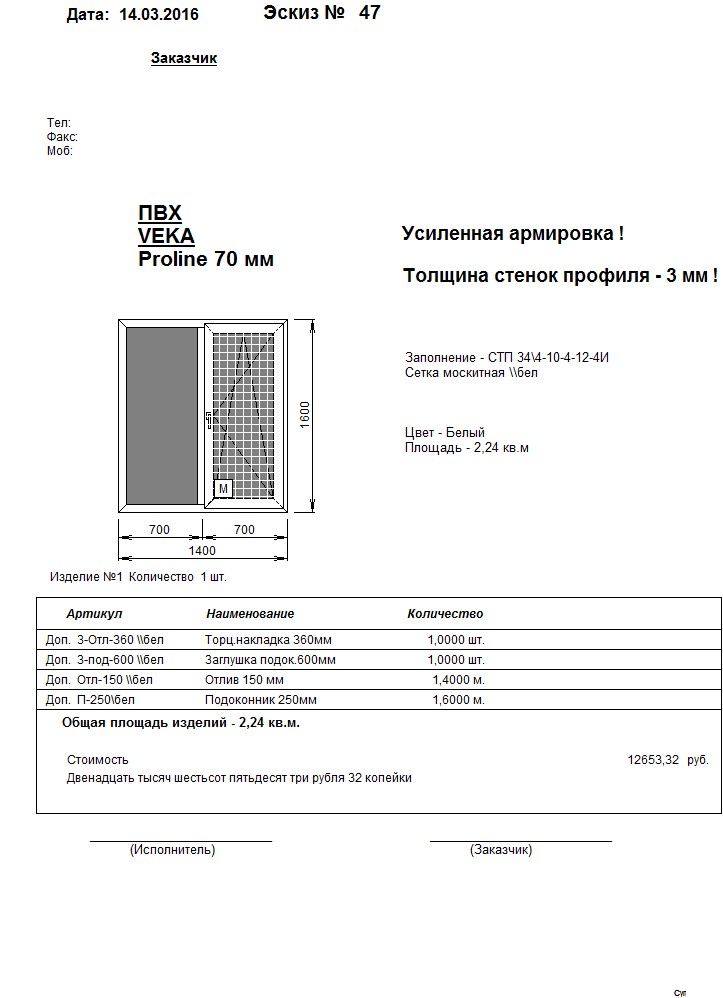 Дата: 14.03.2016 Эскиз № 47
Заказчик
Тел:
Факс:
Моб:
ПВХ
VEKA
Proline 70 мм
Усиленная армировка !
Толщина стенок профиля - 3 мм !
Заполнение - СТП 34\4-10-4-12-4И
Сетка москитная \\бел
Цвет - Белый
Площадь - 2,24 кв.м
1600
М
700 700
1400
Изделие №1 Количество 1 шт.
Артикул Наименование Количество
Доп. З-Отл-360 \\бел Торц.накладка 360мм 1,0000 шт.
Доп. З-под-600 \\бел Заглушка подок.600мм 1,0000 шт.
Доп. Отл-150 \\бел Отлив 150 мм 1,4000 м.
Доп. П-250\бел Подоконник 250мм 1,6000 м.
Общая площадь изделий - 2,24 кв.м.
Стоимость 12653,32 руб.
Двенадцать тысяч шестьсот пятьдесят три рубля 32 копейки
(Исполнитель) (Заказчик)